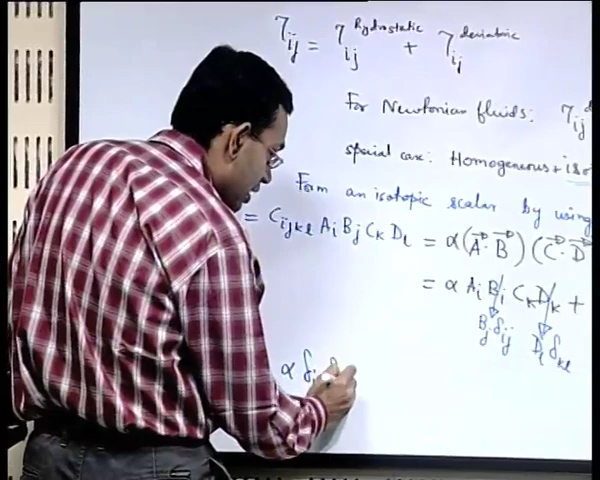 τij = τij^hydrostatic + τij^deviatoric
For Newtonian fluids: τij
special case: Homogeneous + iso
Form an isotopic scalar by using
= Cijkl Ai Bj Ck Dl = α(A⃗·B⃗)(C⃗·D⃗
= α Ai Bi Ck Dk +
Bj δij Dl δkl
α δi